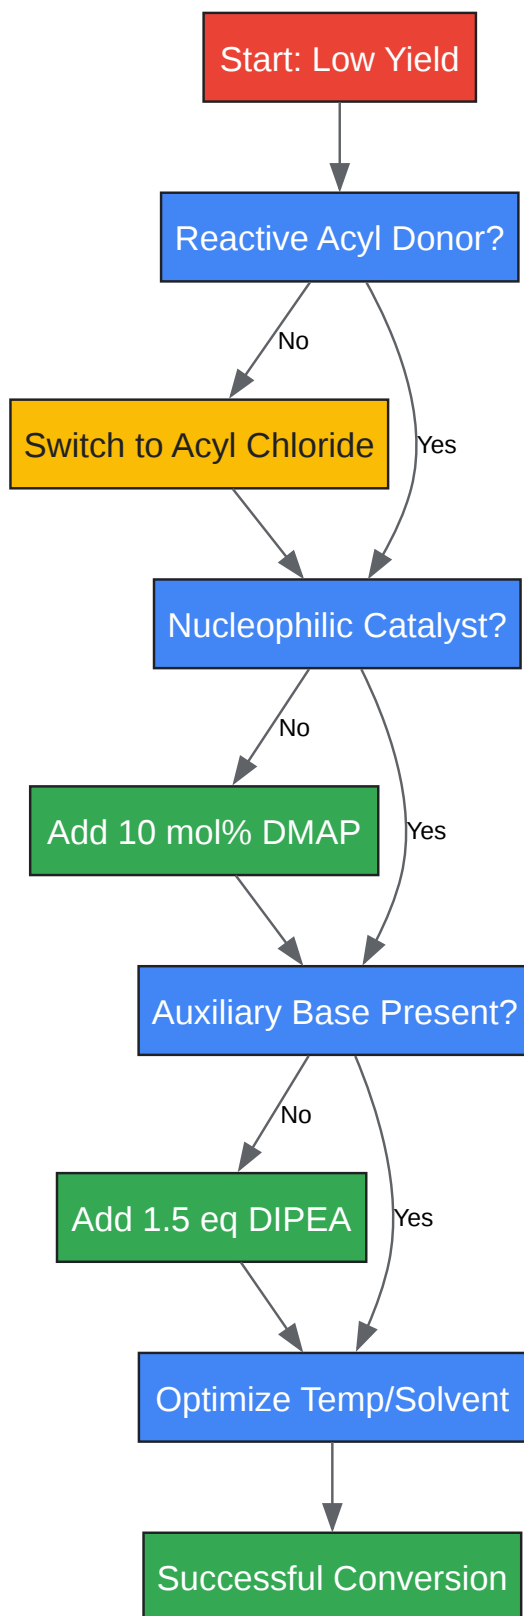 Start: Low Yield
Reactive Acyl Donor?
No
Switch to Acyl Chloride
Yes
Nucleophilic Catalyst?
No
Add 10 mol% DMAP
Yes
Auxiliary Base Present?
No
Add 1.5 eq DIPEA
Yes
Optimize Temp/Solvent
Successful Conversion